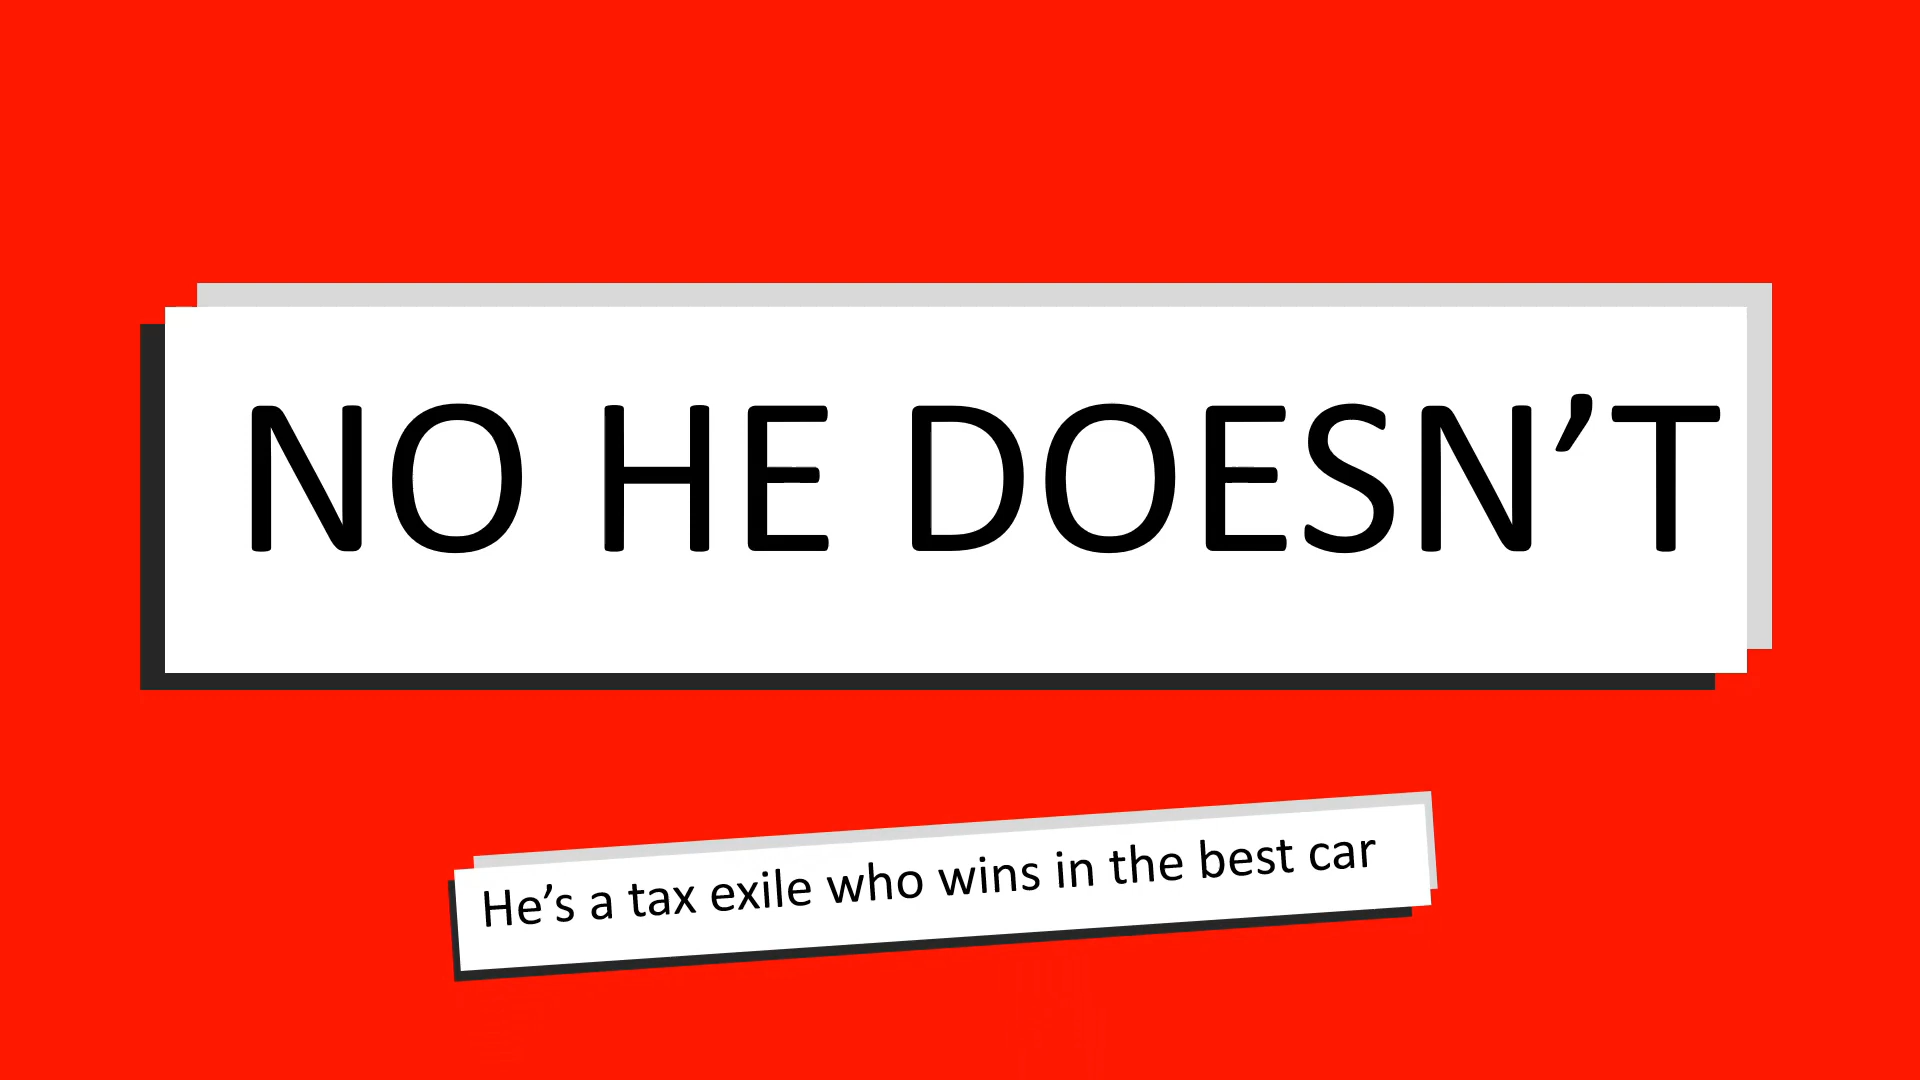 NO HE DOESN’T
He’s a tax exile who wins in the best car